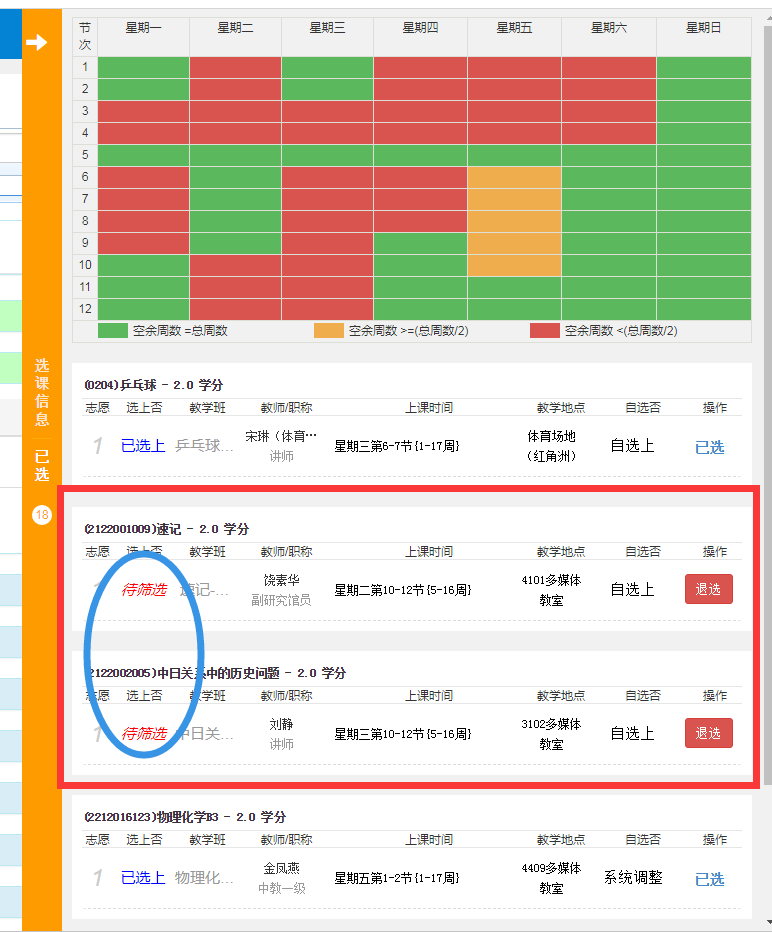 节次 星期一 星期二 星期三 星期四 星期五 星期六 星期日
1
2
3
4
5
6
7
8
9
10
11
12
空余周数 =总周数 空余周数 >=(总周数/2) 空余周数 <(总周数/2)
选课信息
已选
18
(0204)乒乓球 - 2.0 学分
志愿 选上否 教学班 教师/职称 上课时间 教学地点 自选否 操作
1 已选上 乒乓球... 宋琳（体育… 星期三第6-7节{1-17周} 体育场地 自选上 已选
讲师 （红角洲）
(2122001009)速记 - 2.0 学分
志愿 选上否 教学班 教师/职称 上课时间 教学地点 自选否 操作
1 待筛选 速记-... 饶素华 星期二第10-12节{5-16周} 4101多媒体 自选上 退选
副研究馆员 教室
(2122002005)中日关系中的历史问题 - 2.0 学分
志愿 选上否 教学班 教师/职称 上课时间 教学地点 自选否 操作
1 待筛选 中日关... 刘静 星期三第10-12节{5-16周} 3102多媒体 自选上 退选
讲师 教室
(2212016123)物理化学B3 - 2.0 学分
志愿 选上否 教学班 教师/职称 上课时间 教学地点 自选否 操作
1 已选上 物理化... 金凤燕 星期五第1-2节{1-17周} 4409多媒体 系统调整 已选
中教一级 教室